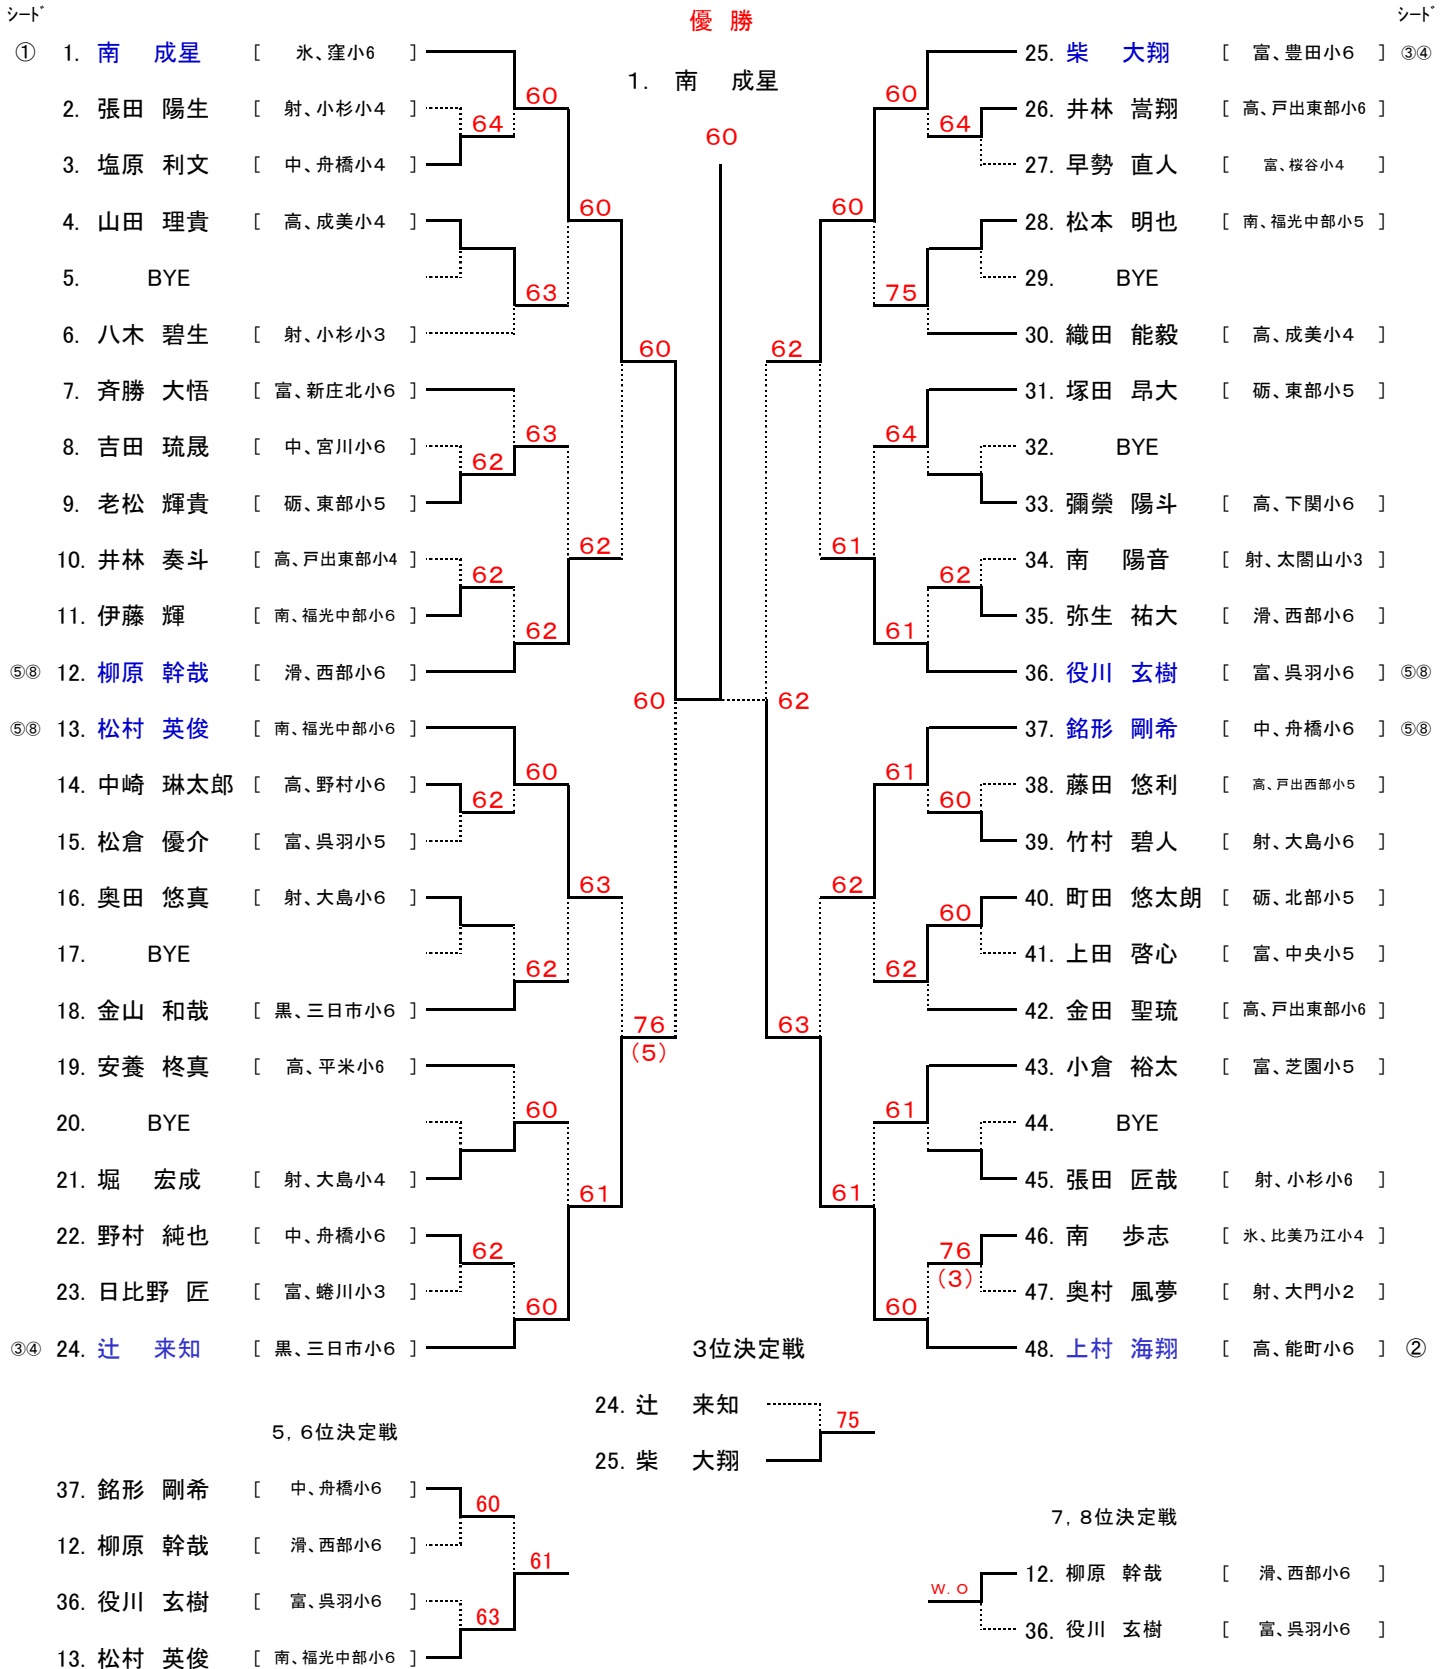 シード 優 勝 シード
① 1. 南 成星 [ 氷、窪小6 ] 25. 柴 大翔 [ 富、豊田小6 ] ③④
1. 南 成星
60 60
2. 張田 陽生 [ 射、小杉小4 ] 26. 井林 嵩翔 [ 高、戸出東部小6 ]
64 60 64
3. 塩原 利文 [ 中、舟橋小4 ] 27. 早勢 直人 [ 富、桜谷小4 ]
60 60
4. 山田 理貴 [ 高、成美小4 ] 28. 松本 明也 [ 南、福光中部小5 ]
5. BYE 29. BYE
63 75
6. 八木 碧生 [ 射、小杉小3 ] 30. 織田 能毅 [ 高、成美小4 ]
60 62
7. 斉勝 大悟 [ 富、新庄北小6 ] 31. 塚田 昂大 [ 砺、東部小5 ]
63 64
8. 吉田 琉晟 [ 中、宮川小6 ] 32. BYE
62
9. 老松 輝貴 [ 砺、東部小5 ] 33. 彌榮 陽斗 [ 高、下関小6 ]
62 61
10. 井林 奏斗 [ 高、戸出東部小4 ] 34. 南 陽音 [ 射、太閤山小3 ]
62 62
11. 伊藤 輝 [ 南、福光中部小6 ] 35. 弥生 祐大 [ 滑、西部小6 ]
62 61
⑤⑧ 12. 柳原 幹哉 [ 滑、西部小6 ] 36. 役川 玄樹 [ 富、呉羽小6 ] ⑤⑧
60 62
⑤⑧ 13. 松村 英俊 [ 南、福光中部小6 ] 37. 銘形 剛希 [ 中、舟橋小6 ] ⑤⑧
60 61
14. 中崎 琳太郎 [ 高、野村小6 ] 38. 藤田 悠利 [ 高、戸出西部小5 ]
62 60
15. 松倉 優介 [ 富、呉羽小5 ] 39. 竹村 碧人 [ 射、大島小6 ]
63 62
16. 奥田 悠真 [ 射、大島小6 ] 40. 町田 悠太朗 [ 砺、北部小5 ]
60
17. BYE 41. 上田 啓心 [ 富、中央小5 ]
62 62
18. 金山 和哉 [ 黒、三日市小6 ] 42. 金田 聖琉 [ 高、戸出東部小6 ]
76 63
(5)
19. 安養 柊真 [ 高、平米小6 ] 43. 小倉 裕太 [ 富、芝園小5 ]
60 61
20. BYE 44. BYE
21. 堀 宏成 [ 射、大島小4 ] 45. 張田 匠哉 [ 射、小杉小6 ]
61 61
22. 野村 純也 [ 中、舟橋小6 ] 46. 南 歩志 [ 氷、比美乃江小4 ]
62 76
(3)
23. 日比野 匠 [ 富、蜷川小3 ] 47. 奥村 風夢 [ 射、大門小2 ]
60 60
③④ 24. 辻 来知 [ 黒、三日市小6 ] 3位決定戦 48. 上村 海翔 [ 高、能町小6 ] ②
24. 辻 来知
75
25. 柴 大翔
5,6位決定戦
37. 銘形 剛希 [ 中、舟橋小6 ]
60
12. 柳原 幹哉 [ 滑、西部小6 ]
61
36. 役川 玄樹 [ 富、呉羽小6 ]
63
13. 松村 英俊 [ 南、福光中部小6 ]
7,8位決定戦
12. 柳原 幹哉 [ 滑、西部小6 ]
W.O
36. 役川 玄樹 [ 富、呉羽小6 ]